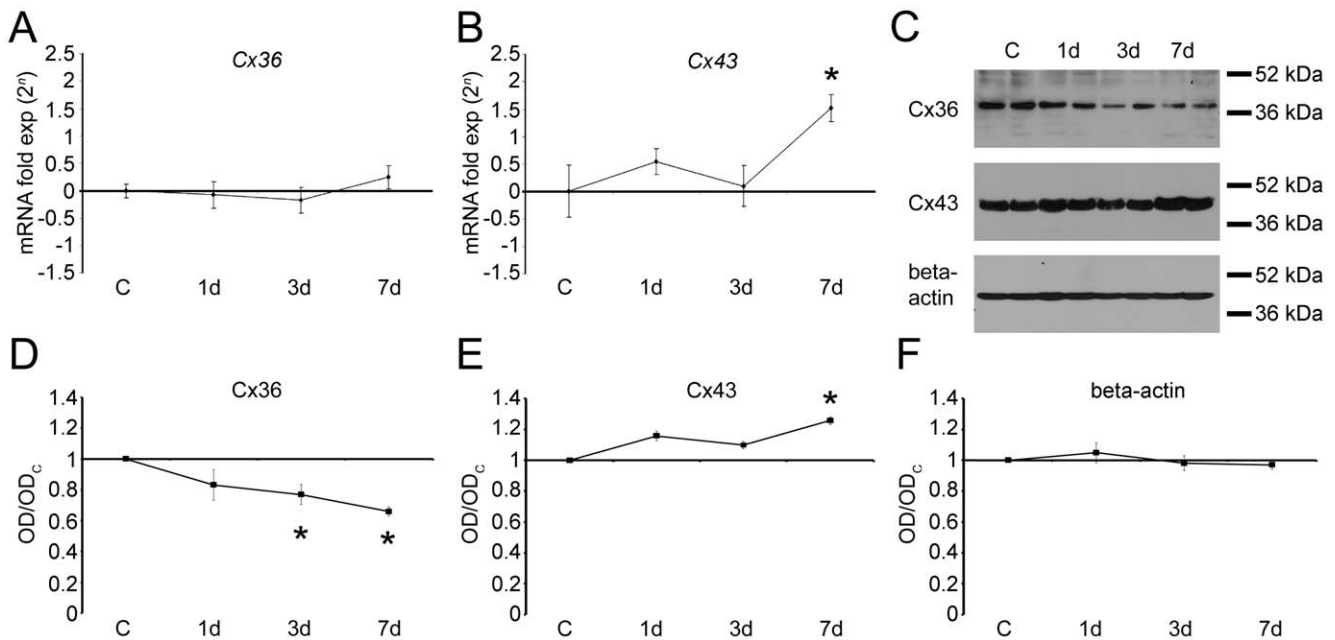 A
Cx36
mRNA fold exp (2ⁿ)
2.5
2
1.5
1
0.5
0
-0.5
-1
-1.5
C 1d 3d 7d
B
Cx43
*
mRNA fold exp (2ⁿ)
2.5
2
1.5
1
0.5
0
-0.5
-1
-1.5
C 1d 3d 7d
C
C 1d 3d 7d
Cx36
52 kDa
36 kDa
Cx43
52 kDa
36 kDa
beta-
actin
52 kDa
36 kDa
D
Cx36
OD/OD_C
1.4
1.2
1
0.8
0.6
0.4
0.2
0
* *
C 1d 3d 7d
E
Cx43
*
OD/OD_C
1.4
1.2
1
0.8
0.6
0.4
0.2
0
C 1d 3d 7d
F
beta-actin
OD/OD_C
1.4
1.2
1
0.8
0.6
0.4
0.2
0
C 1d 3d 7d